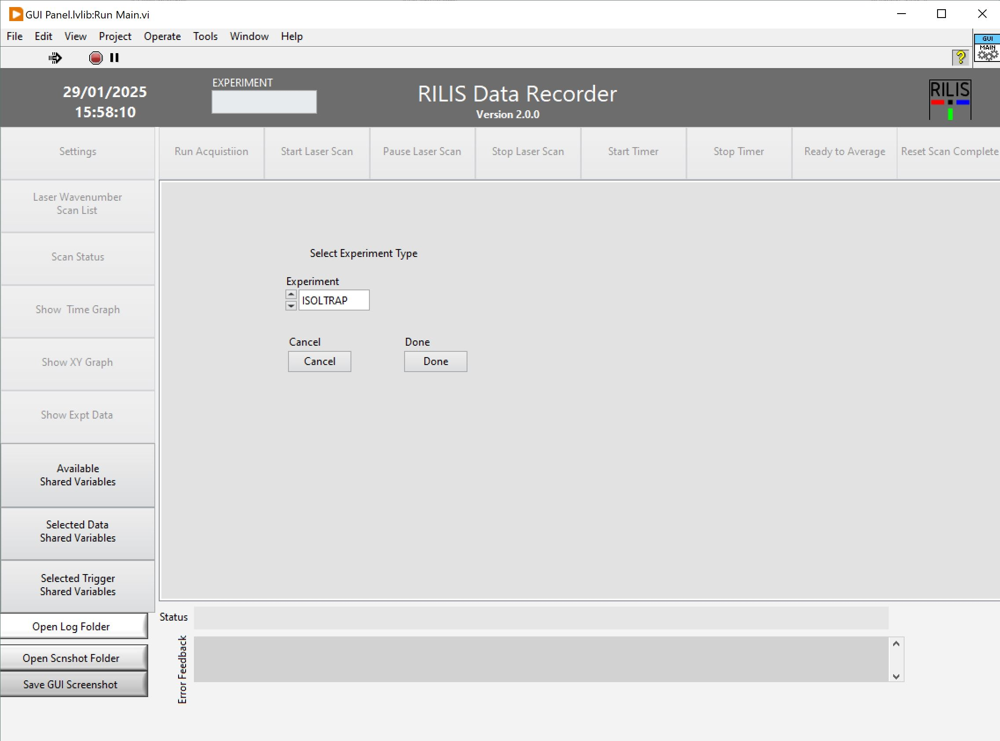 GUI Panel.lvlib:Run Main.vi
File Edit View Project Operate Tools Window Help
GUI
MAIN
29/01/2025
15:58:10
EXPERIMENT
RILIS Data Recorder
Version 2.0.0
RILIS
Settings
Run Acquistiion
Start Laser Scan
Pause Laser Scan
Stop Laser Scan
Start Timer
Stop Timer
Ready to Average
Reset Scan Complete
Laser Wavenumber
Scan List
Scan Status
Show  Time Graph
Show XY Graph
Show Expt Data
Available
Shared Variables
Selected Data
Shared Variables
Selected Trigger
Shared Variables
Open Log Folder
Open Scnshot Folder
Save GUI Screenshot
Select Experiment Type
Experiment
ISOLTRAP
Cancel
Done
Cancel
Done
Status
Error Feedback